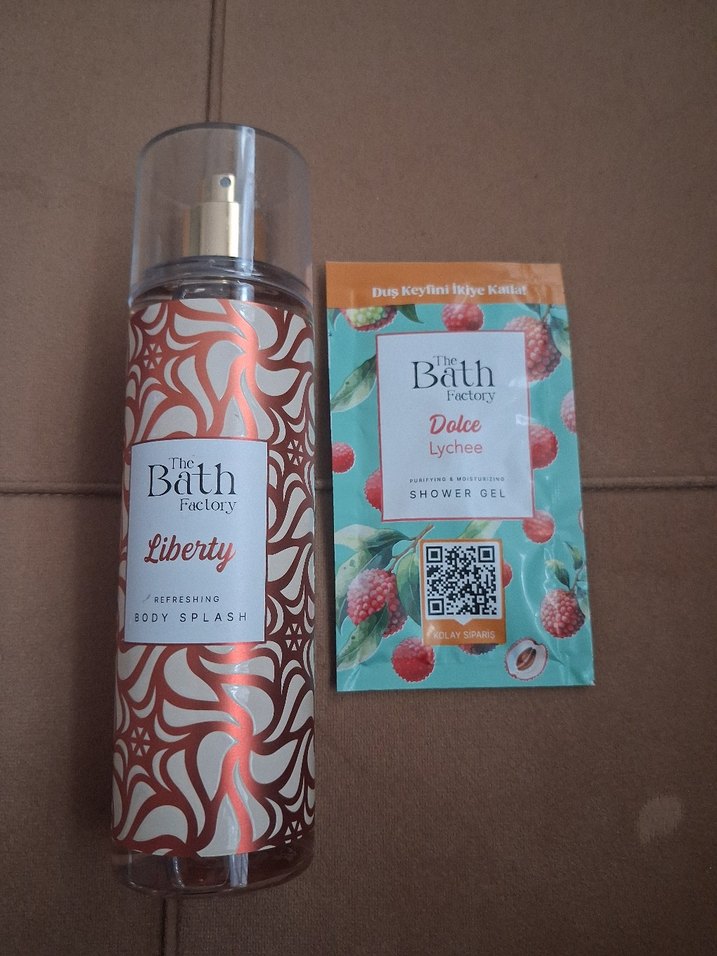 The
Bath
Factory
Liberty
REFRESHING
BODY SPLASH
Duş Keyfini İkiye Katla!
The
Bath
Factory
Dolce
Lychee
PURIFYING & MOISTURIZING
SHOWER GEL
KOLAY SİPARİŞ